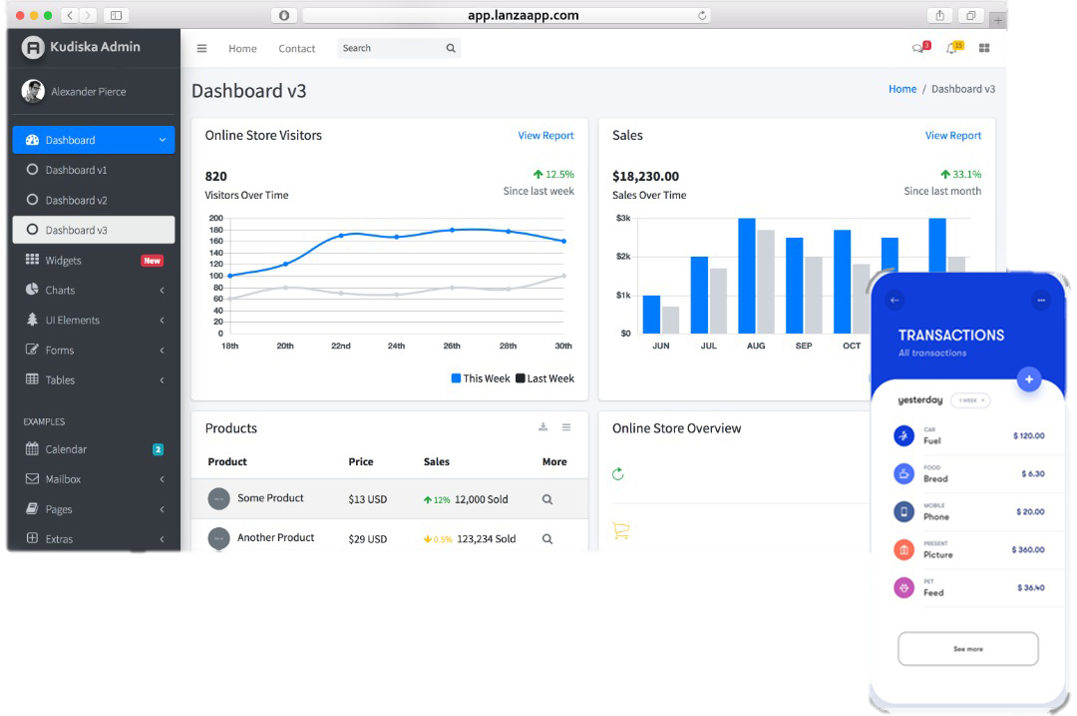 app.lanzaapp.com
Kudiska Admin
Alexander Pierce
Dashboard
Dashboard v1
Dashboard v2
Dashboard v3
Widgets New
Charts
UI Elements
Forms
Tables
EXAMPLES
Calendar 2
Mailbox
Pages
Extras
Home Contact Search 3 15
Dashboard v3 Home / Dashboard v3
Online Store Visitors View Report
820 12.5%
Visitors Over Time Since last week
200
180
160
140
120
100
80
60
40
20
0
18th 20th 22nd 24th 26th 28th 30th
This Week Last Week
Sales View Report
$18,230.00 33.1%
Sales Over Time Since last month
$3k
$2k
$1k
$0
JUN JUL AUG SEP OCT
Products
Product Price Sales More
Some Product $13 USD 12% 12,000 Sold
Another Product $29 USD 0.5% 123,234 Sold
Online Store Overview
TRANSACTIONS
All transactions
yesterday 1 WEEK
CAR
Fuel $ 120.00
FOOD
Bread $ 6.30
MOBILE
Phone $ 20.00
PRESENT
Picture $ 360.00
PET
Feed $ 36.40
See more